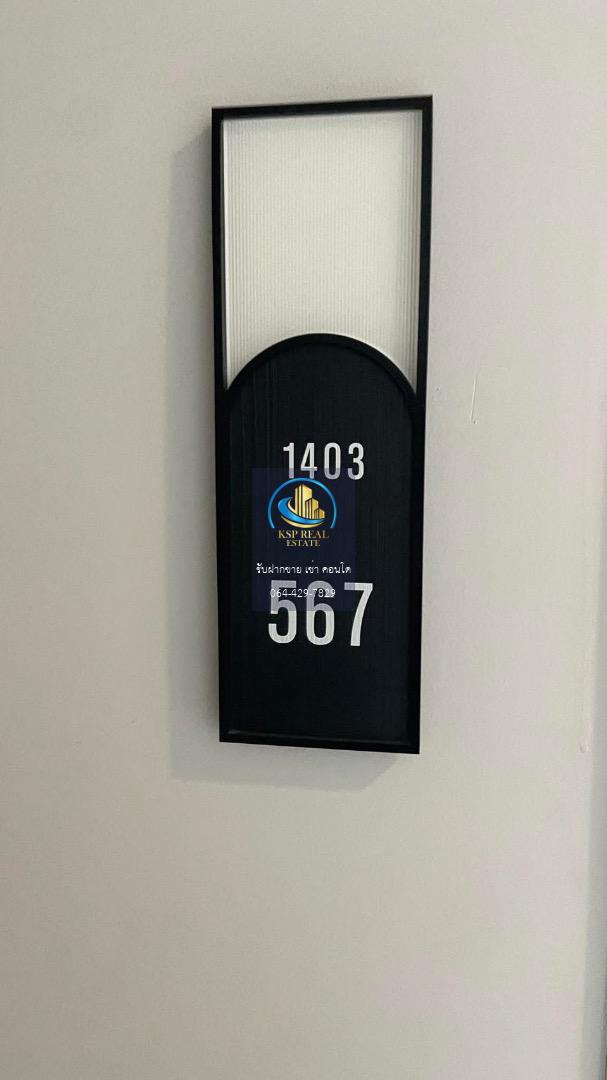 1403
KSP REAL
ESTATE
รับฝากขาย เช่า คอนโด
064-429-7829
567